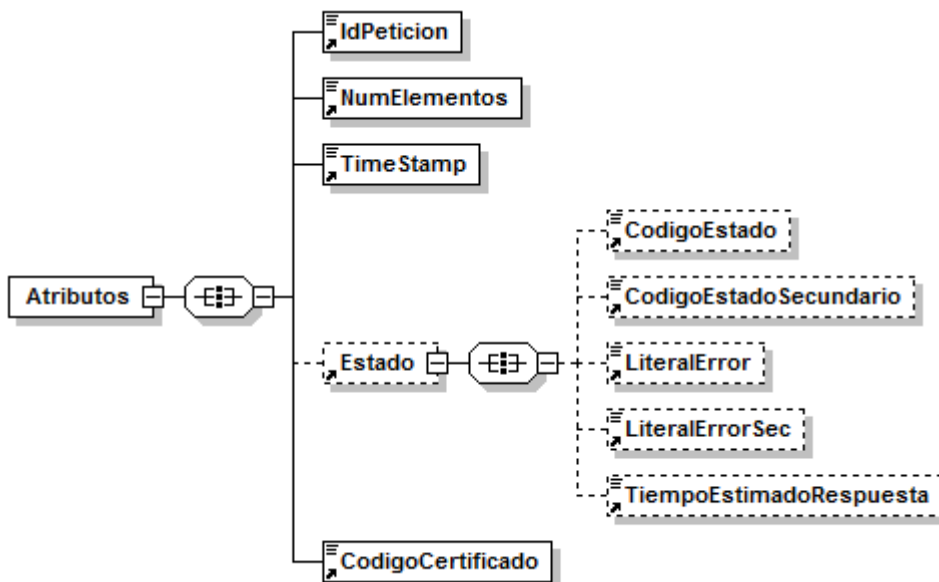 IdPeticion
NumElementos
TimeStamp
CodigoEstado
CodigoEstadoSecundario
Atributos
Estado
LiteralError
LiteralErrorSec
TiempoEstimadoRespuesta
CodigoCertificado